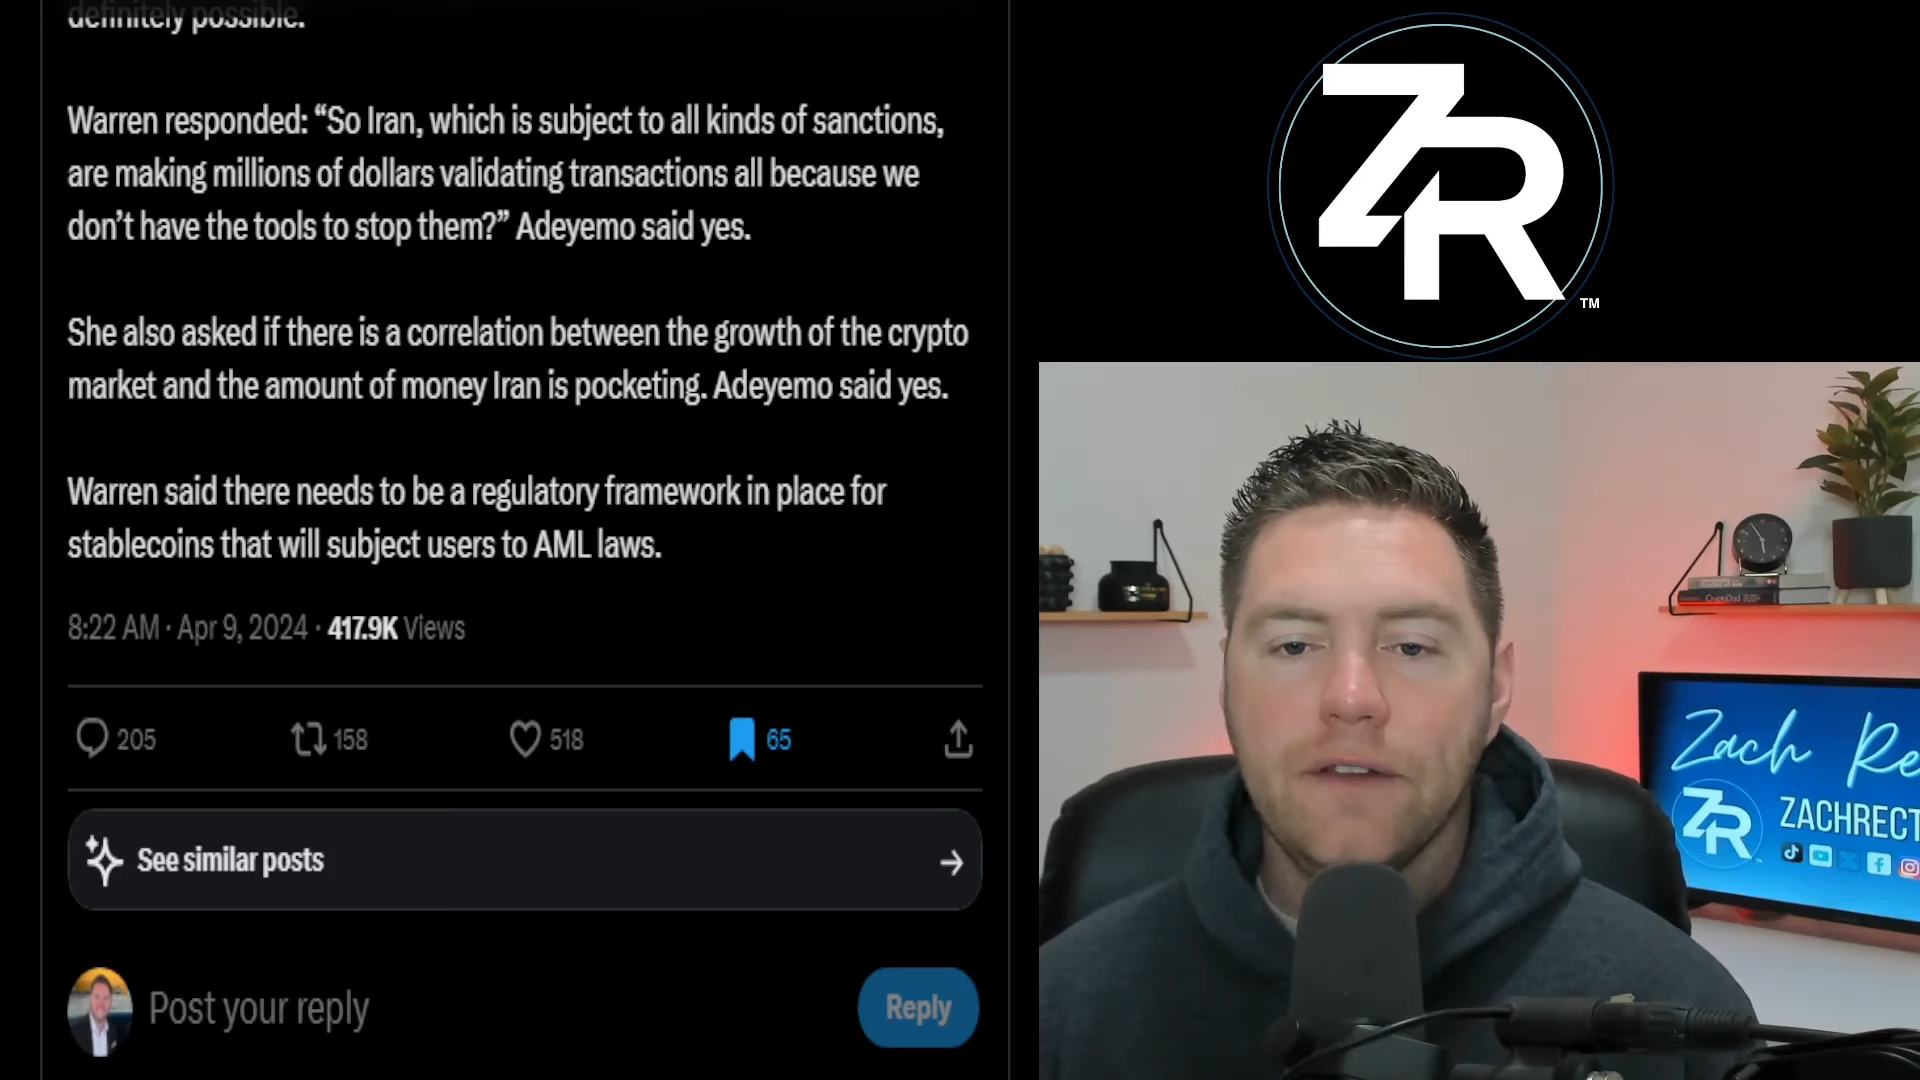 definitely possible.
Warren responded: “So Iran, which is subject to all kinds of sanctions,
are making millions of dollars validating transactions all because we
don’t have the tools to stop them?” Adeyemo said yes.
She also asked if there is a correlation between the growth of the crypto
market and the amount of money Iran is pocketing. Adeyemo said yes.
Warren said there needs to be a regulatory framework in place for
stablecoins that will subject users to AML laws.
8:22 AM · Apr 9, 2024 · 417.9K Views
205 158 518 65
See similar posts
Post your reply
Reply
ZR
TM
Zach Re
ZR
ZACHRECT